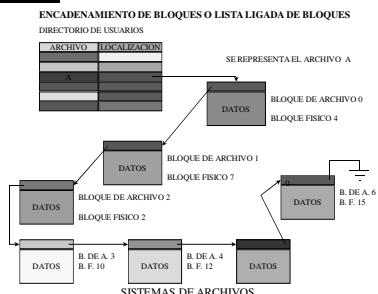 ENCADENAMIENTO DE BLOQUES O LISTA LIGADA DE BLOQUES
DIRECTORIO DE USUARIOS
ARCHIVO LOCALIZACION
SE REPRESENTA EL ARCHIVO A
A
DATOS
BLOQUE DE ARCHIVO 0
BLOQUE FISICO 4
DATOS
BLOQUE DE ARCHIVO 1
BLOQUE FISICO 7
DATOS
BLOQUE DE ARCHIVO 2
BLOQUE FISICO 2
0
DATOS
B. DE A. 6
B. F. 15
DATOS
B. DE A. 3
B. F. 10
DATOS
B. DE A. 4
B. F. 12
DATOS
SISTEMAS DE ARCHIVOS